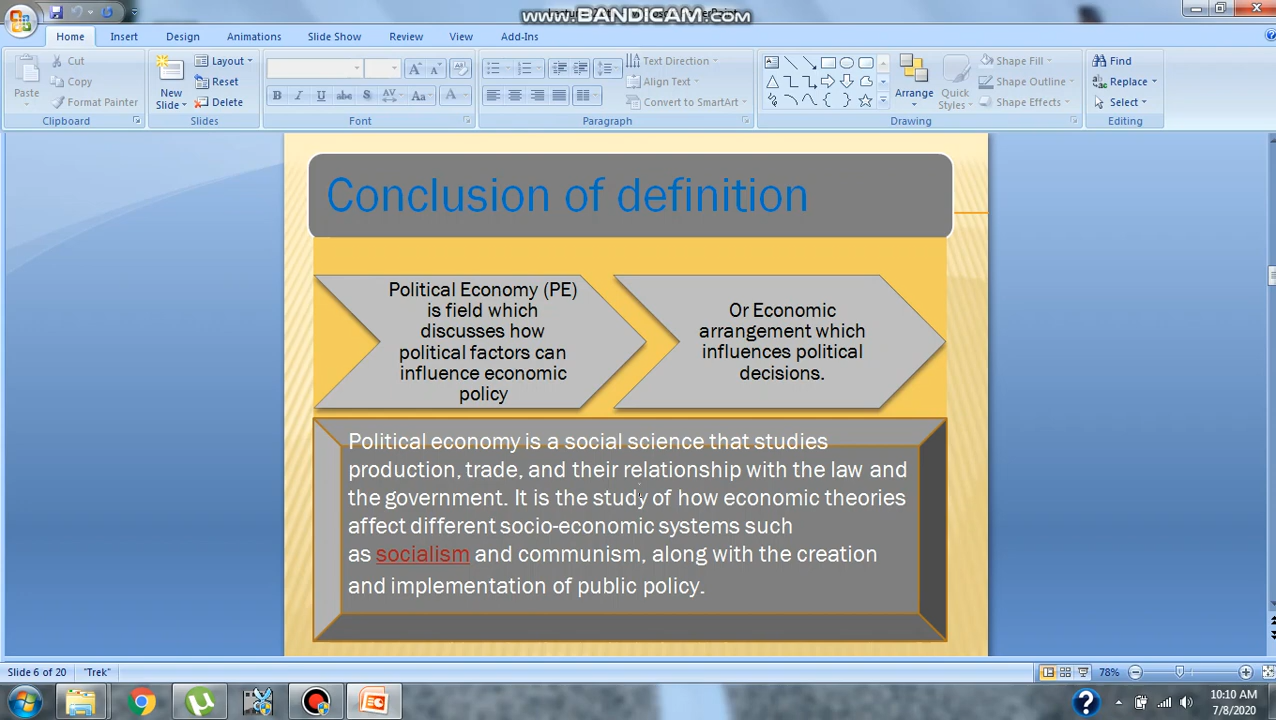 www.BANDICAM.com
Home Insert Design Animations Slide Show Review View Add-Ins
Cut
Copy
Format Painter
Paste
Clipboard
New
Slide
Layout
Reset
Delete
Slides
B I U abc S AV Aa A
Font
Text Direction
Align Text
Convert to SmartArt
Paragraph
Arrange
Quick
Styles
Shape Fill
Shape Outline
Shape Effects
Drawing
Find
Replace
Select
Editing
Conclusion of definition
Political Economy (PE)
is field which
discusses how
political factors can
influence economic
policy
Or Economic
arrangement which
influences political
decisions.
Political economy is a social science that studies
production, trade, and their relationship with the law and
the government. It is the study of how economic theories
affect different socio-economic systems such
as socialism and communism, along with the creation
and implementation of public policy.
Slide 6 of 20 "Trek" 78%
10:10 AM
7/8/2020